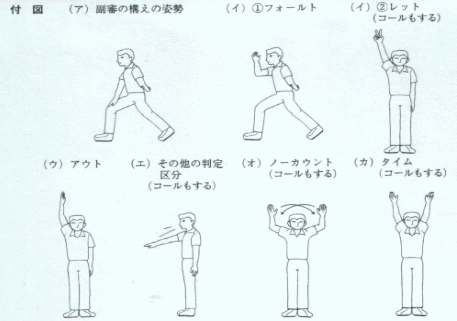 付 図 (ア) 副審の構えの姿勢 (イ) ①フォールト (イ) ②レット
(コールもする)
(ウ) アウト (エ) その他の判定 (オ) ノーカウント (カ) タイム
区分 (コールもする) (コールもする)
(コールもする)